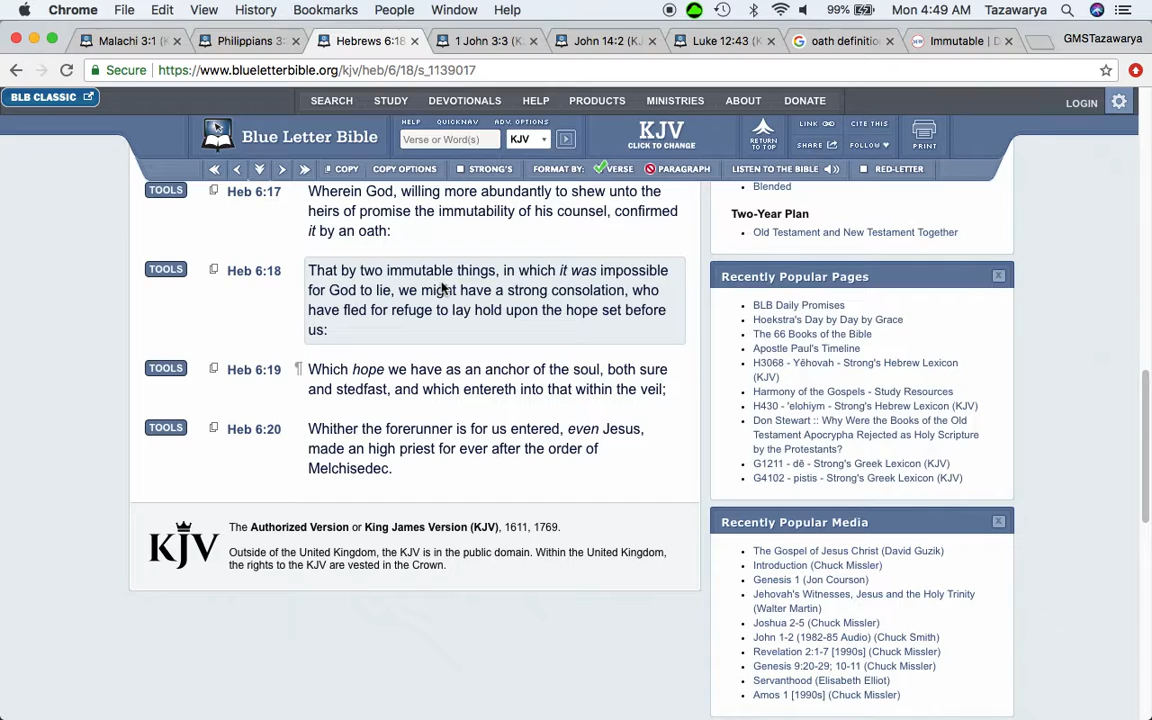 Chrome File Edit View History Bookmarks People Window Help 99% Mon 4:49 AM Tazawarya
Malachi 3:1 ( Philippians 3: Hebrews 6:18 1 John 3:3 ( John 14:2 ( Luke 12:43 ( oath definitio Immutable | D GMSTazawarya
Secure https://www.blueletterbible.org/kjv/heb/6/18/s_1139017
BLB CLASSIC SEARCH STUDY DEVOTIONALS HELP PRODUCTS MINISTRIES ABOUT DONATE LOGIN
Blue Letter Bible
HELP QUICKNAV ADV. OPTIONS
Verse or Word(s) KJV
KJV
CLICK TO CHANGE
RETURN TO TOP
LINK CITE THIS
SHARE FOLLOW PRINT
COPY COPY OPTIONS STRONG'S FORMAT BY: VERSE PARAGRAPH LISTEN TO THE BIBLE RED-LETTER
TOOLS Heb 6:17 Wherein God, willing more abundantly to shew unto the
heirs of promise the immutability of his counsel, confirmed
it by an oath:
TOOLS Heb 6:18 That by two immutable things, in which it was impossible
for God to lie, we might have a strong consolation, who
have fled for refuge to lay hold upon the hope set before
us:
TOOLS Heb 6:19 ¶ Which hope we have as an anchor of the soul, both sure
and stedfast, and which entereth into that within the veil;
TOOLS Heb 6:20 Whither the forerunner is for us entered, even Jesus,
made an high priest for ever after the order of
Melchisedec.
KJV
The Authorized Version or King James Version (KJV), 1611, 1769.
Outside of the United Kingdom, the KJV is in the public domain. Within the United Kingdom,
the rights to the KJV are vested in the Crown.
Blended
Two-Year Plan
Old Testament and New Testament Together
Recently Popular Pages x
BLB Daily Promises
Hoekstra's Day by Day by Grace
The 66 Books of the Bible
Apostle Paul's Timeline
H3068 - Yĕhovah - Strong's Hebrew Lexicon
(KJV)
Harmony of the Gospels - Study Resources
H430 - 'elohiym - Strong's Hebrew Lexicon (KJV)
Don Stewart :: Why Were the Books of the Old
Testament Apocrypha Rejected as Holy Scripture
by the Protestants?
G1211 - dē - Strong's Greek Lexicon (KJV)
G4102 - pistis - Strong's Greek Lexicon (KJV)
Recently Popular Media x
The Gospel of Jesus Christ (David Guzik)
Introduction (Chuck Missler)
Genesis 1 (Jon Courson)
Jehovah's Witnesses, Jesus and the Holy Trinity
(Walter Martin)
Joshua 2-5 (Chuck Missler)
John 1-2 (1982-85 Audio) (Chuck Smith)
Revelation 2:1-7 [1990s] (Chuck Missler)
Genesis 9:20-29; 10-11 (Chuck Missler)
Servanthood (Elisabeth Elliot)
Amos 1 [1990s] (Chuck Missler)